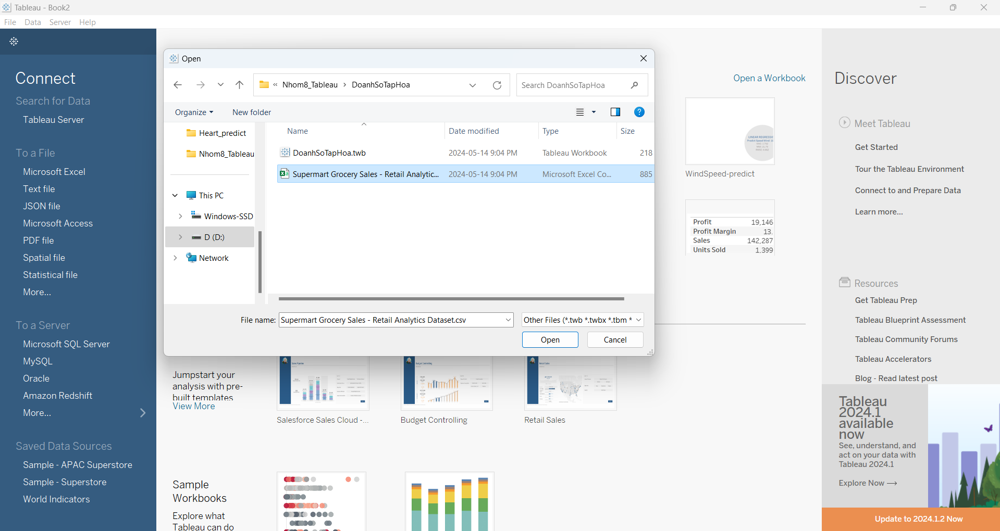 Tableau - Book2
File Data Server Help
Connect
Search for Data
Tableau Server
To a File
Microsoft Excel
Text file
JSON file
Microsoft Access
PDF file
Spatial file
Statistical file
More...
To a Server
Microsoft SQL Server
MySQL
Oracle
Amazon Redshift
More...
Saved Data Sources
Sample - APAC Superstore
Sample - Superstore
World Indicators
Open
« Nhom8_Tableau > DoanhSoTapHoa
Search DoanhSoTapHoa
Organize New folder
Heart_predict
Nhom8_Tableau
This PC
Windows-SSD
D (D:)
Network
Name Date modified Type Size
DoanhSoTapHoa.twb 2024-05-14 9:04 PM Tableau Workbook 218
Supermart Grocery Sales - Retail Analytic... 2024-05-14 9:04 PM Microsoft Excel Co... 885
File name: Supermart Grocery Sales - Retail Analytics Dataset.csv
Other Files (*.twb *.twbx *.tbm *
Open Cancel
Open a Workbook
LINEAR REGRESSIO
WindSpeed-predict
Profit 19,146
Profit Margin 13.
Sales 142,287
Units Sold 1,399
Jumpstart your
analysis with pre-
built templates
View More
Budget Controlling
Retail Sales
Salesforce Sales Cloud -...
Budget Controlling
Retail Sales
Sample
Workbooks
Explore what
Tableau can do
Discover
Meet Tableau
Get Started
Tour the Tableau Environment
Connect to and Prepare Data
Learn more...
Resources
Get Tableau Prep
Tableau Blueprint Assessment
Tableau Community Forums
Tableau Accelerators
Blog - Read latest post
Tableau
2024.1
available
now
See, understand, and
act on your data with
Tableau 2024.1
Explore Now →
Update to 2024.1.2 Now